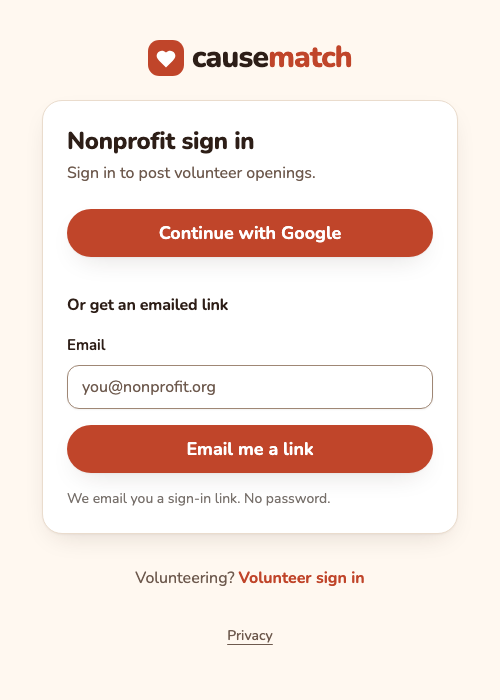 causematch
Nonprofit sign in
Sign in to post volunteer openings.
Continue with Google
Or get an emailed link
Email
you@nonprofit.org
Email me a link
We email you a sign-in link. No password.
Volunteering? Volunteer sign in
Privacy